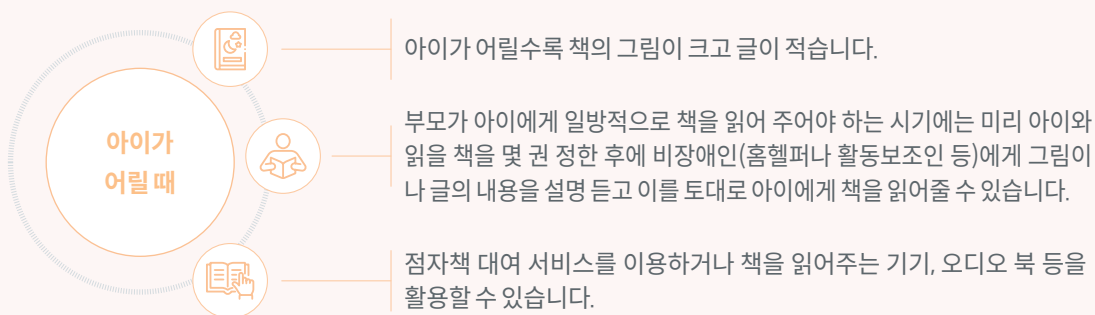 아이가
어릴 때
아이가 어릴수록 책의 그림이 크고 글이 적습니다.
부모가 아이에게 일방적으로 책을 읽어 주어야 하는 시기에는 미리 아이와
읽을 책을 몇 권 정한 후에 비장애인(홈헬퍼나 활동보조인 등)에게 그림이
나 글의 내용을 설명 듣고 이를 토대로 아이에게 책을 읽어줄 수 있습니다.
점자책 대여 서비스를 이용하거나 책을 읽어주는 기기, 오디오 북 등을
활용할 수 있습니다.